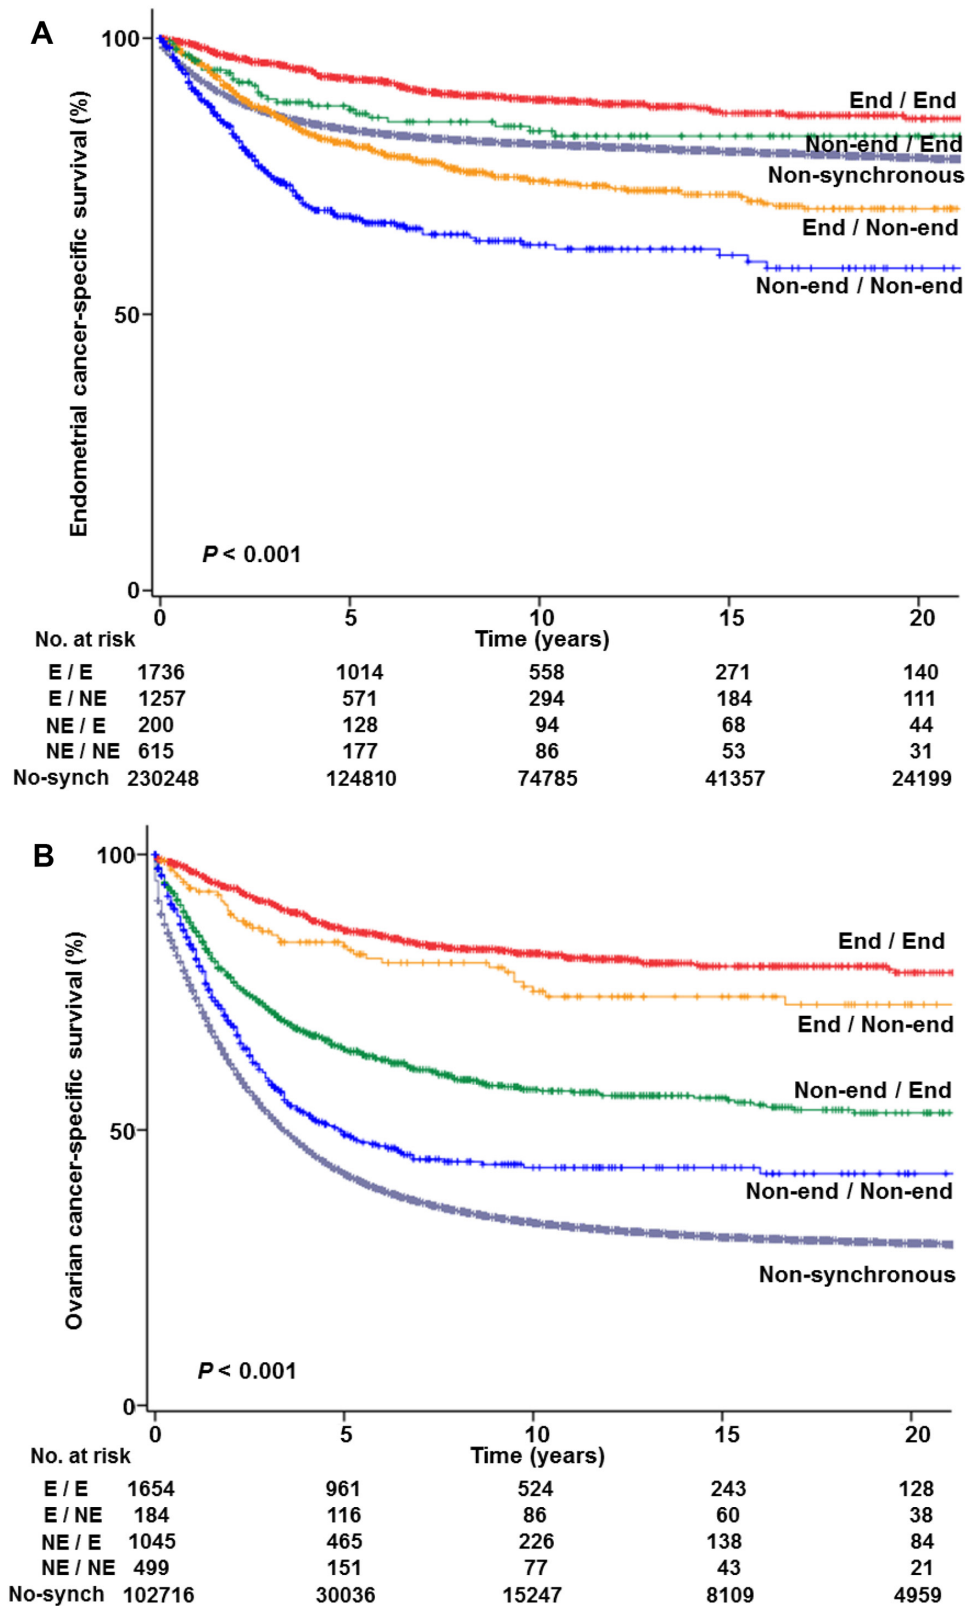 A
100
50
0
Endometrial cancer-specific survival (%)
End / End
Non-end / End
Non-synchronous
End / Non-end
Non-end / Non-end
P < 0.001
0 5 10 15 20
No. at risk Time (years)
E / E 1736 1014 558 271 140
E / NE 1257 571 294 184 111
NE / E 200 128 94 68 44
NE / NE 615 177 86 53 31
No-synch 230248 124810 74785 41357 24199
B
100
50
0
Ovarian cancer-specific survival (%)
End / End
End / Non-end
Non-end / End
Non-end / Non-end
Non-synchronous
P < 0.001
0 5 10 15 20
No. at risk Time (years)
E / E 1654 961 524 243 128
E / NE 184 116 86 60 38
NE / E 1045 465 226 138 84
NE / NE 499 151 77 43 21
No-synch 102716 30036 15247 8109 4959